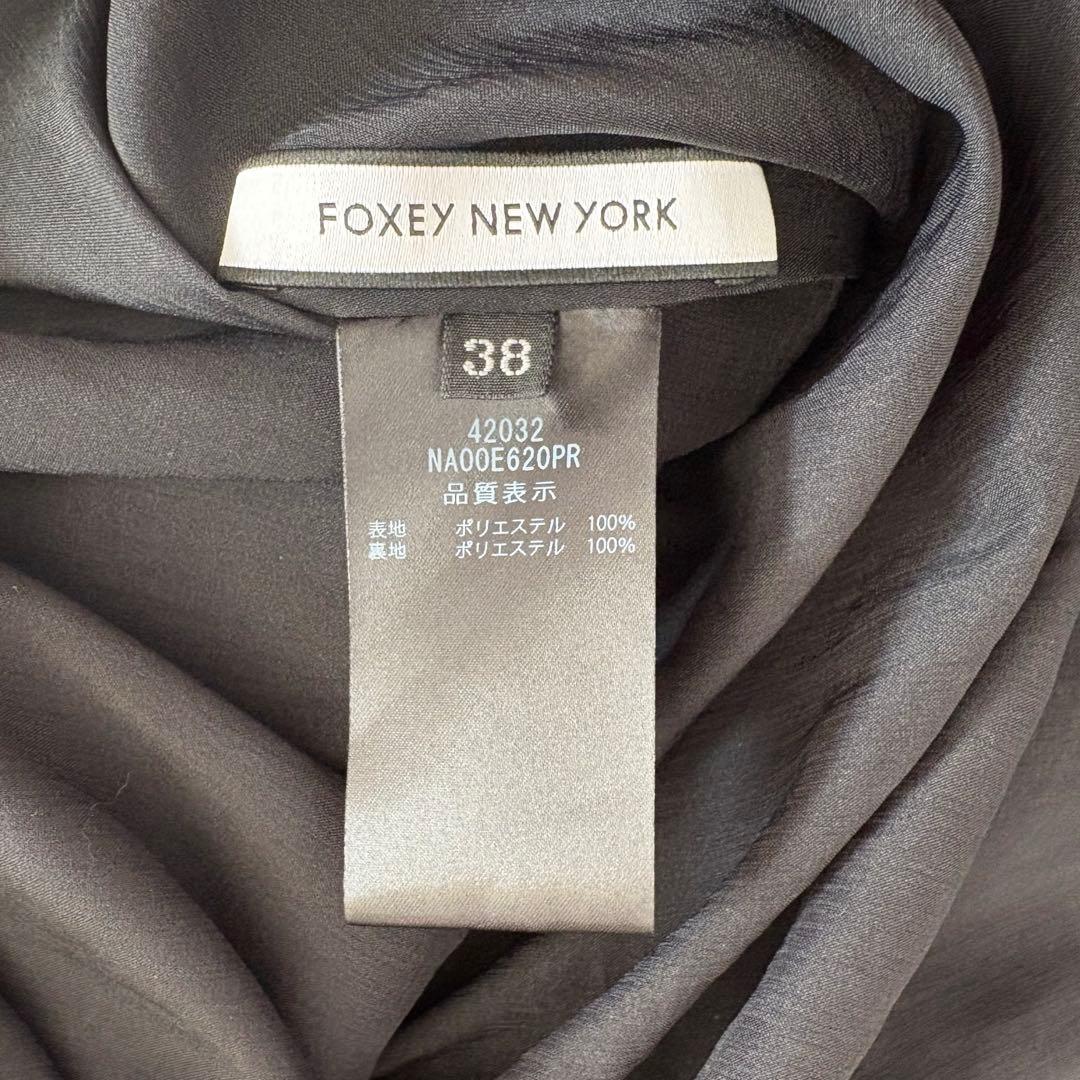 FOXEY NEW YORK
38
42032
NA00E620PR
品質表示
表地 ポリエステル 100%
裏地 ポリエステル 100%